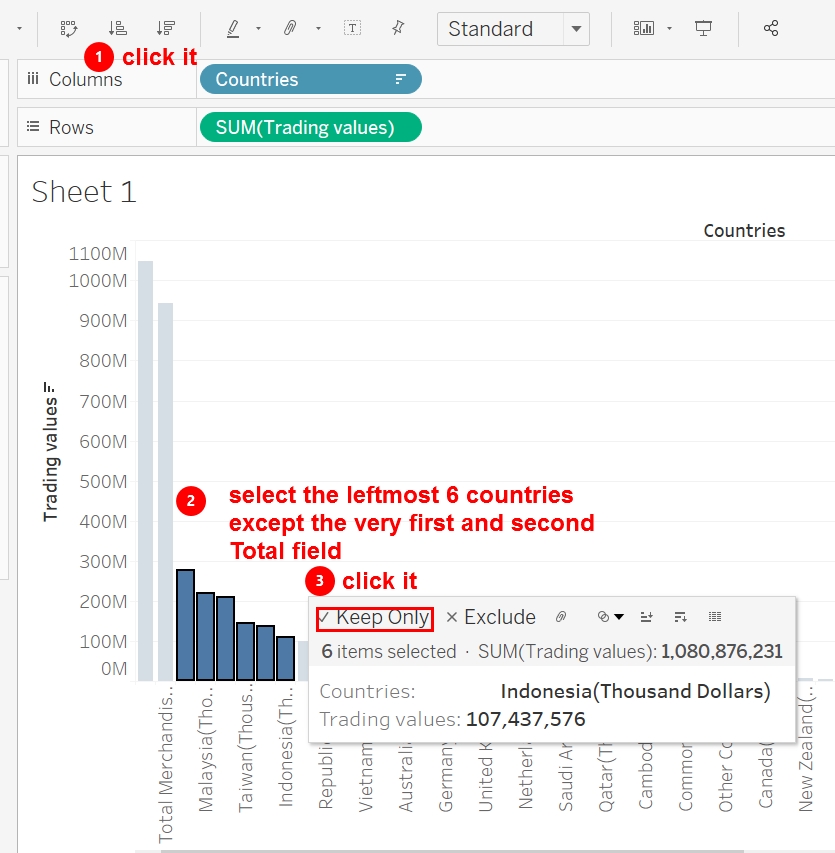 Standard
1 click it
Columns
Countries
Rows
SUM(Trading values)
Sheet 1
Countries
1100M
1000M
900M
800M
700M
600M
500M
400M
300M
200M
100M
0M
Trading values
2 select the leftmost 6 countries
except the very first and second
Total field
3 click it
✓ Keep Only
× Exclude
6 items selected · SUM(Trading values): 1,080,876,231
Countries: Indonesia(Thousand Dollars)
Trading values: 107,437,576
Total Merchandis..
Malaysia(Tho..
Taiwan(Thous..
Indonesia(Th..
Republic
Vietnam
Australia
Germany
United K
Netherla
Saudi Ar
Qatar(Th
Cambod
Common
Other Co
Canada(
New Zealand(..